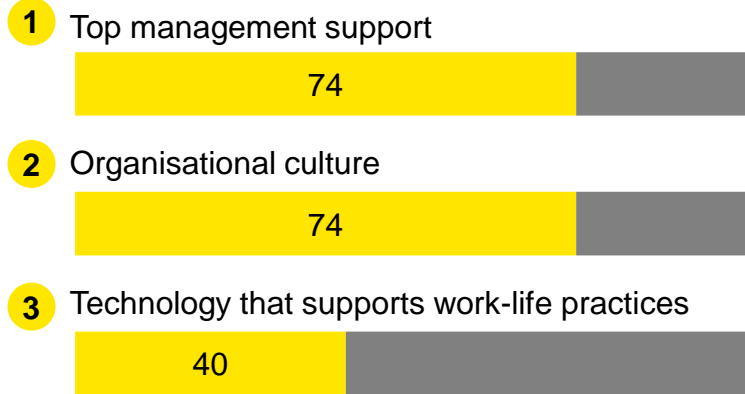 1 Top management support
74
2 Organisational culture
74
3 Technology that supports work-life practices
40